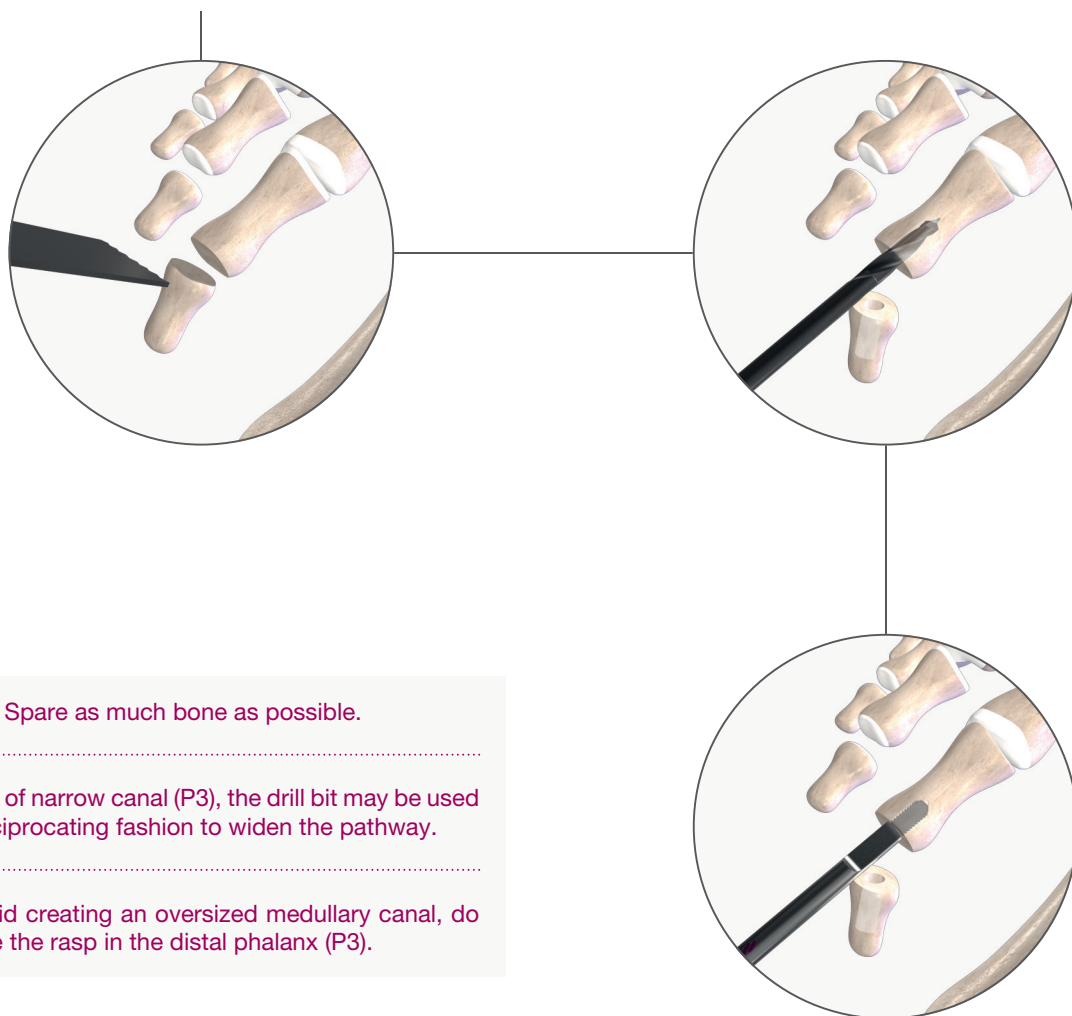 Spare as much bone as possible.
of narrow canal (P3), the drill bit may be used
ciprocating fashion to widen the pathway.
id creating an oversized medullary canal, do
e the rasp in the distal phalanx (P3).